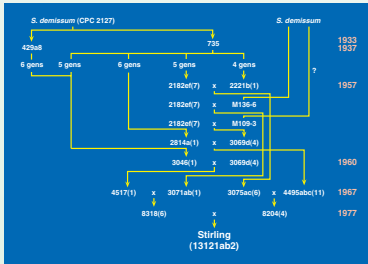 S. demissum (CPC 2127) S. demissum
1933
429a8 735 1937
6 gens 5 gens 6 gens 5 gens 4 gens ?
2182ef(7) x 2221b(1) 1957
2182ef(7) x M136-6
2182ef(7) x M109-3
2814a(1) x 3069d(4)
3046(1) x 3069d(4) 1960
4517(1) x 3071ab(1) 3075ac(6) x 4495abc(11) 1967
8318(6) x 8204(4) 1977
Stirling
(13121ab2)